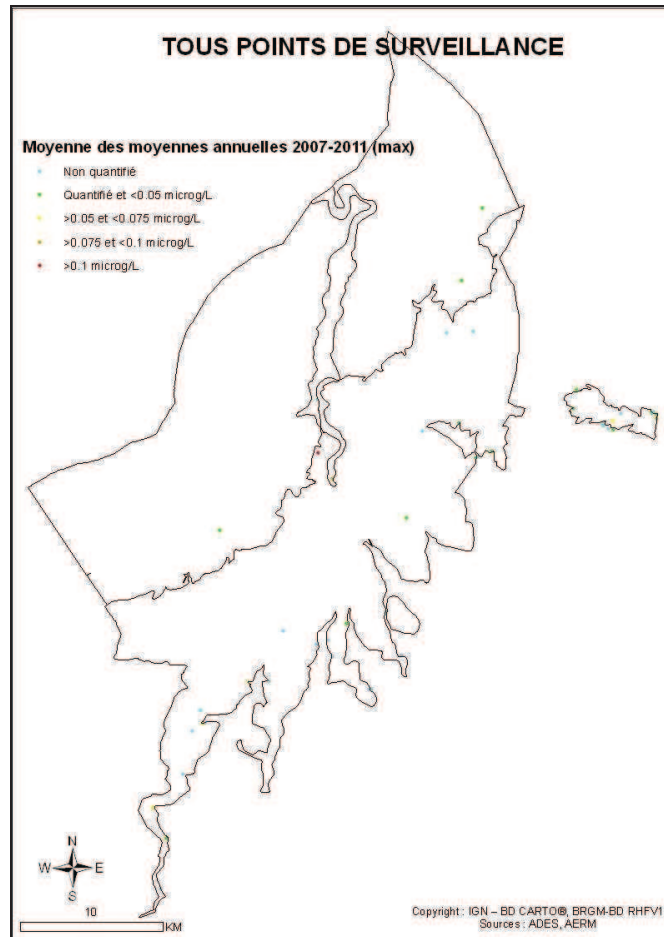 TOUS POINTS DE SURVEILLANCE
Moyenne des moyennes annuelles 2007-2011 (max)
Non quantifié
Quantifié et <0.05 microg/L
>0.05 et <0.075 microg/L
>0.075 et <0.1 microg/L
>0.1 microg/L
N
W E
S
10
KM
Copyright : IGN – BD CARTO®, BRGM-BD RHFV1
Sources : ADES, AERM